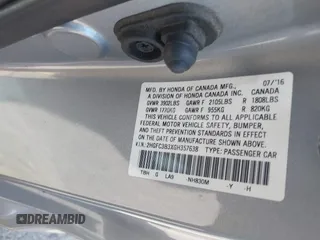 MFD. BY HONDA OF CANADA MFG., CANADA 07/'16
A DIVISION OF HONDA CANADA INC.
GVWR 3902LBS GAWR F 2105LBS R 1808LBS
GVWR 1770KG GAWR F 955KG R 820KG
THIS VEHICLE CONFORMS TO ALL APPLICABLE
FEDERAL MOTOR VEHICLE SAFETY, BUMPER,
AND THEFT PREVENTION STANDARDS IN EFFECT
ON THE DATE OF MANUFACTURE SHOWN ABOVE.
V.I.N.: 2HGFC3B3XGH357638 TYPE: PASSENGER CAR
NH830M Y H
DREAMBID